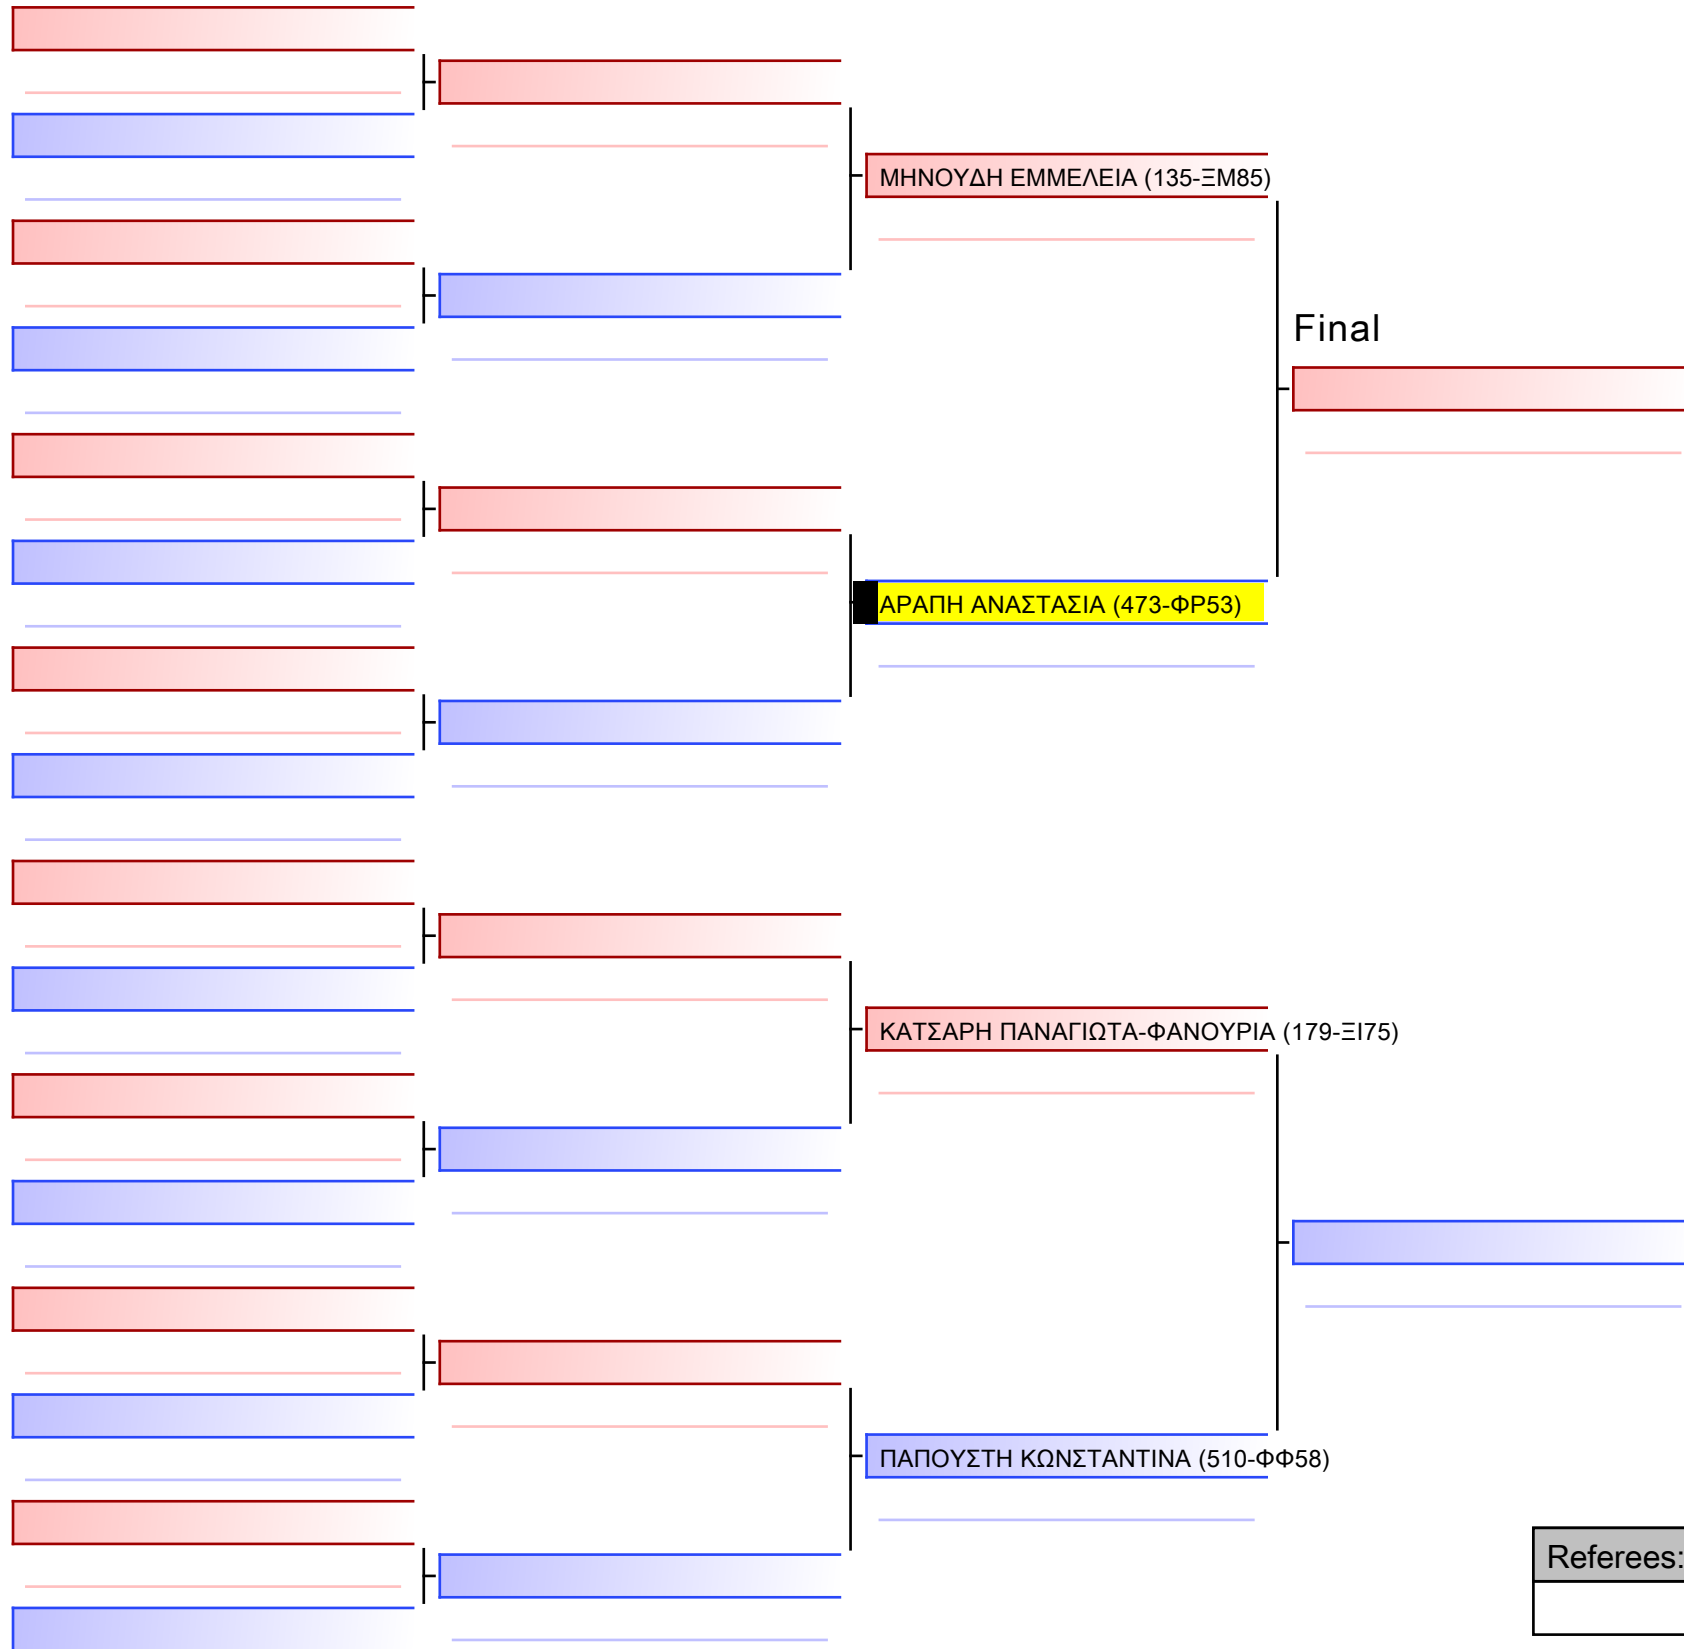 ΜΗΝΟΥΔΗ ΕΜΜΕΛΕΙΑ (135-ΞΜ85)
Final
ΑΡΑΠΗ ΑΝΑΣΤΑΣΙΑ (473-ΦΡ53)
ΚΑΤΣΑΡΗ ΠΑΝΑΓΙΩΤΑ-ΦΑΝΟΥΡΙΑ (179-ΞΙ75)
ΠΑΠΟΥΣΤΗ ΚΩΝΣΤΑΝΤΙΝΑ (510-ΦΦ58)
Referees: